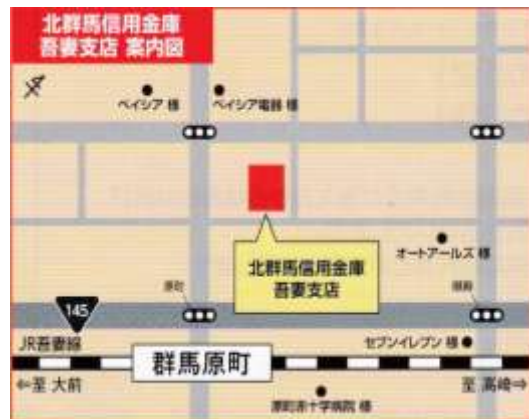 北群馬信用金庫
吾妻支店 案内図
ベイシア 様
ベイシア電器 様
オートアールズ 様
北群馬信用金庫
吾妻支店
原町
145
JR吾妻線
セブンイレブン 様
群馬原町
⇐至 大前
至 高崎⇒
原町赤十字病院 様